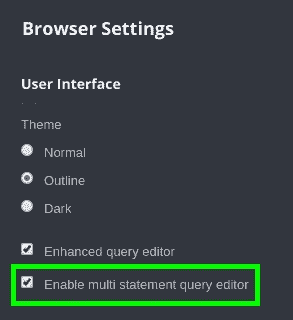 Browser Settings
User Interface
Theme
Normal
Outline
Dark
Enhanced query editor
Enable multi statement query editor